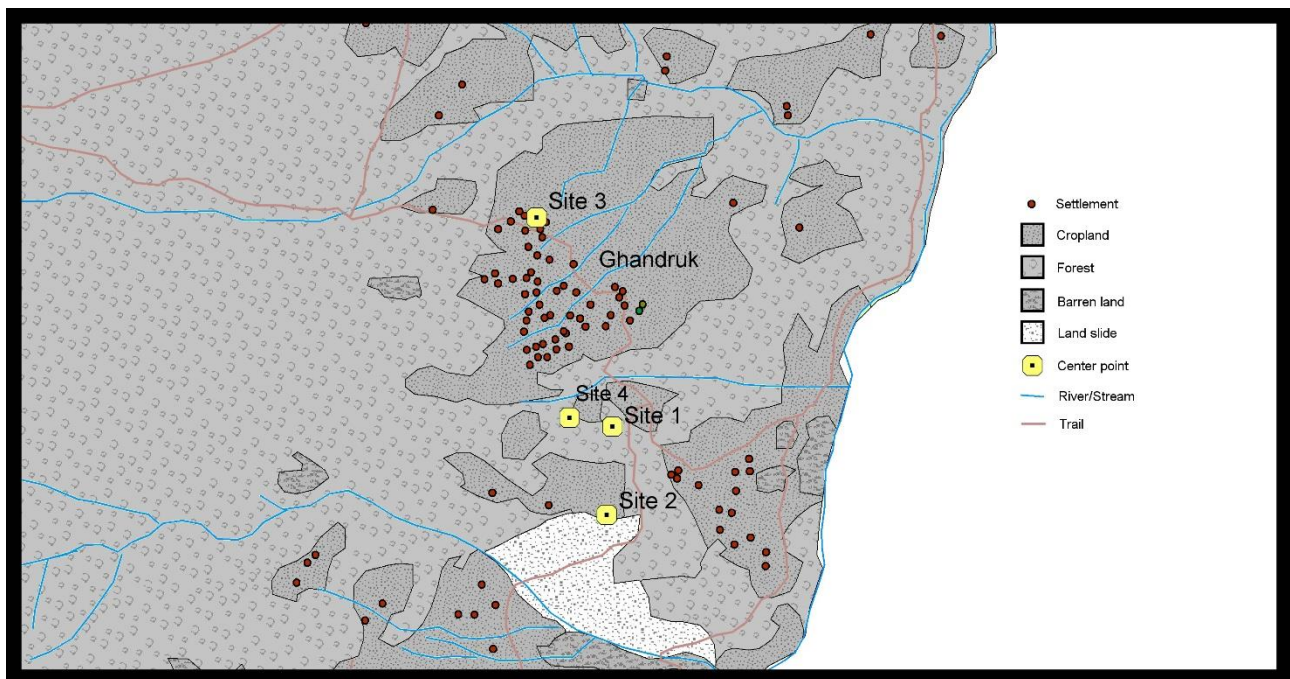 Site 3
Ghandruk
Site 4
Site 1
Site 2
Settlement
Cropland
Forest
Barren land
Land slide
Center point
River/Stream
Trail